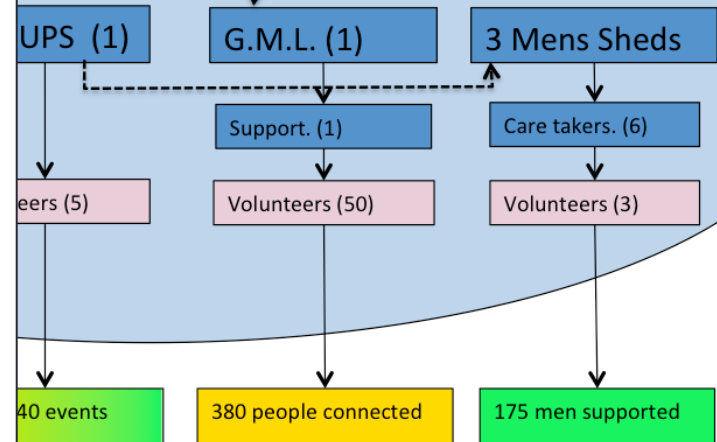 UPS (1)
G.M.L. (1)
3 Mens Sheds
Support. (1)
Care takers. (6)
eers (5)
Volunteers (50)
Volunteers (3)
40 events
380 people connected
175 men supported